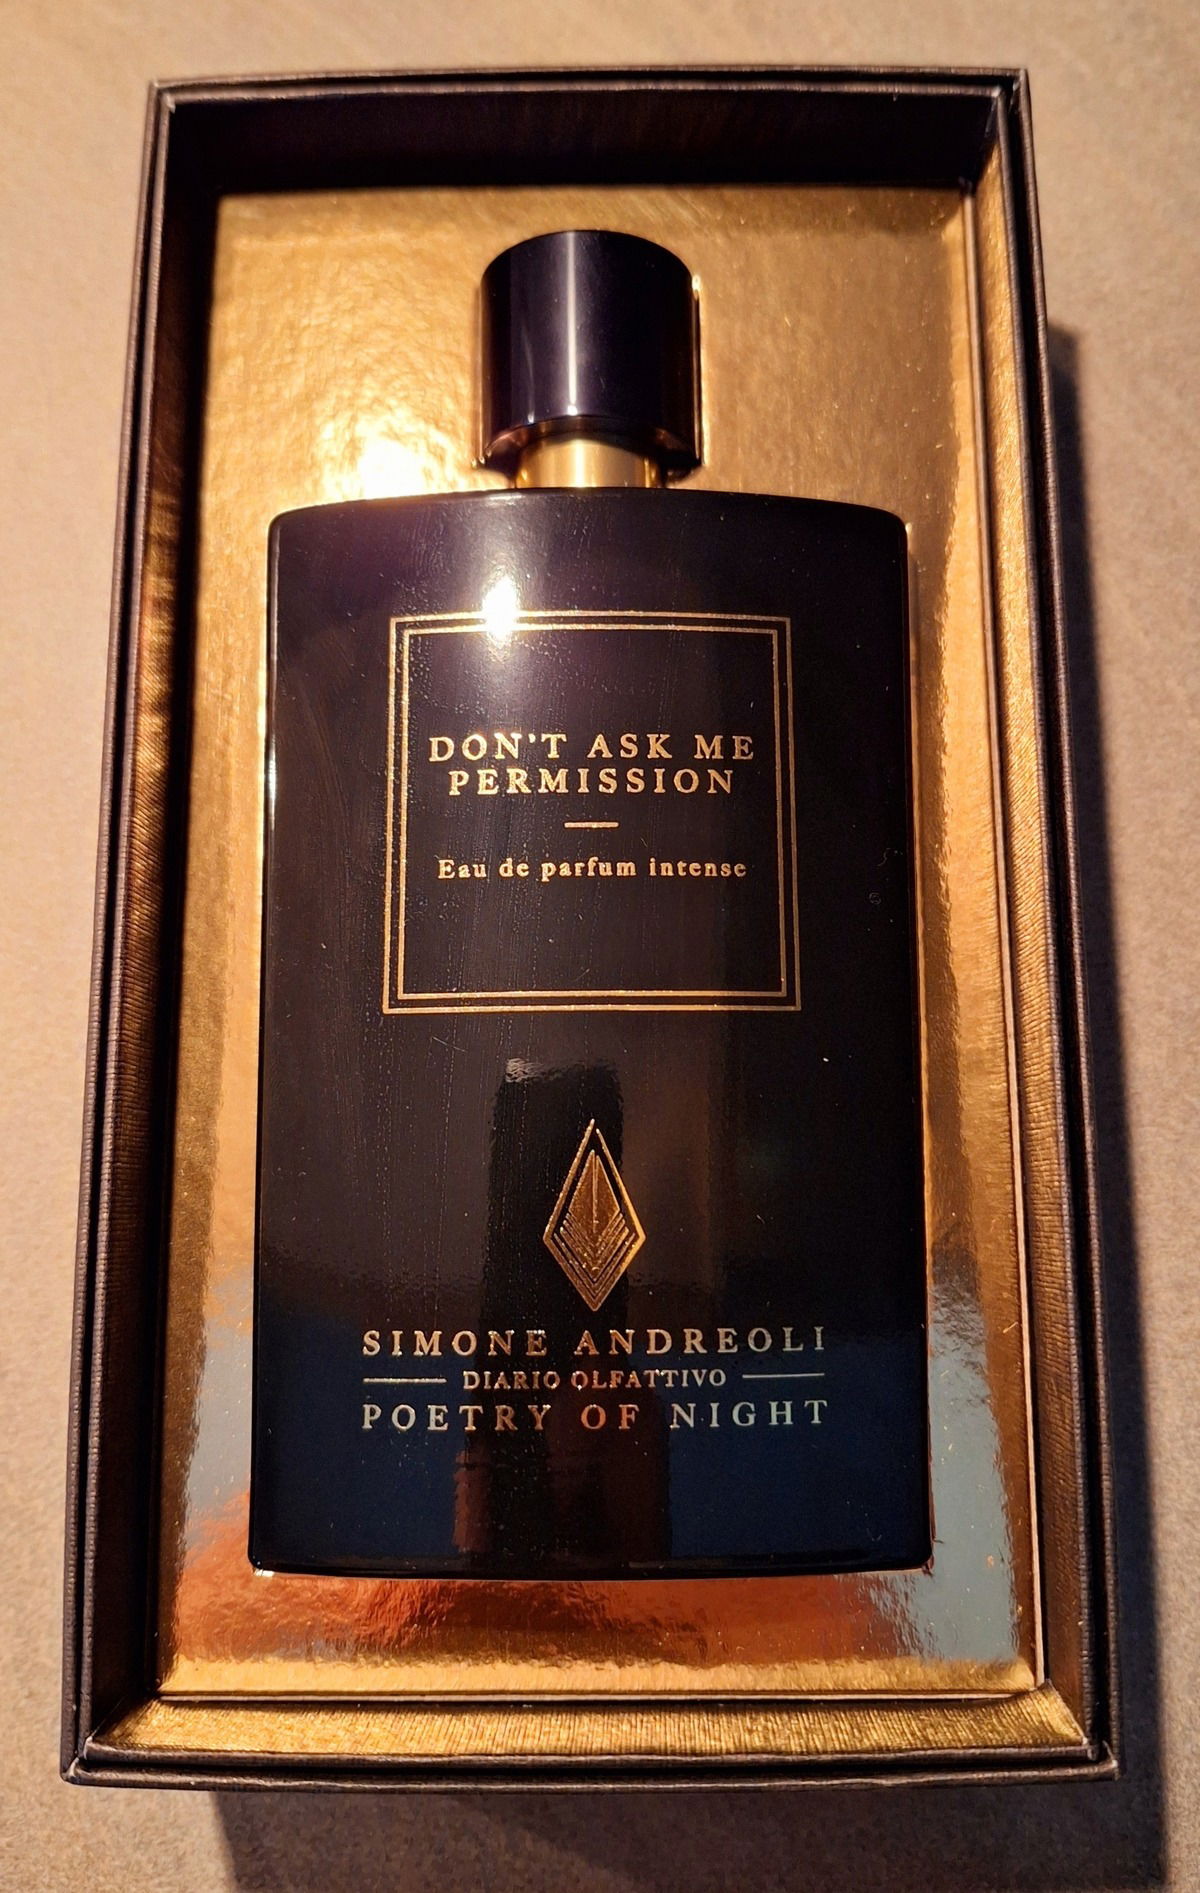 DON'T ASK ME
PERMISSION
Eau de parfum intense
SIMONE ANDREOLI
DIARIO OLFATTIVO
POETRY OF NIGHT